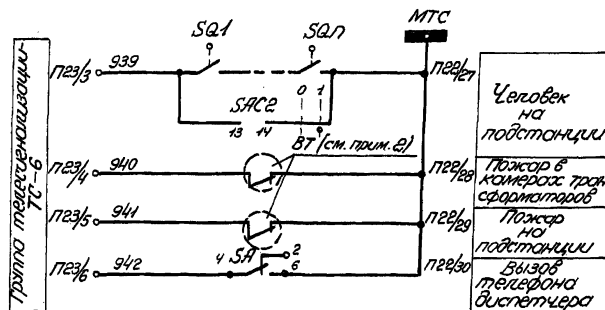 SQ1
SQn
МТС
Группа телесигнализации-
ТС-6
П23/3
939
П22/27
SAC2
0 1
13 14
ВТ (см. прим. 2)
Человек
на
подстанции
П23/4
940
П22/28
Пожар в
камерах тран
сформаторов
П23/5
941
П22/29
Пожар
на
подстанции
SA
2
П23/6
942
4
6
П22/30
Вызов
телефона
диспетчера